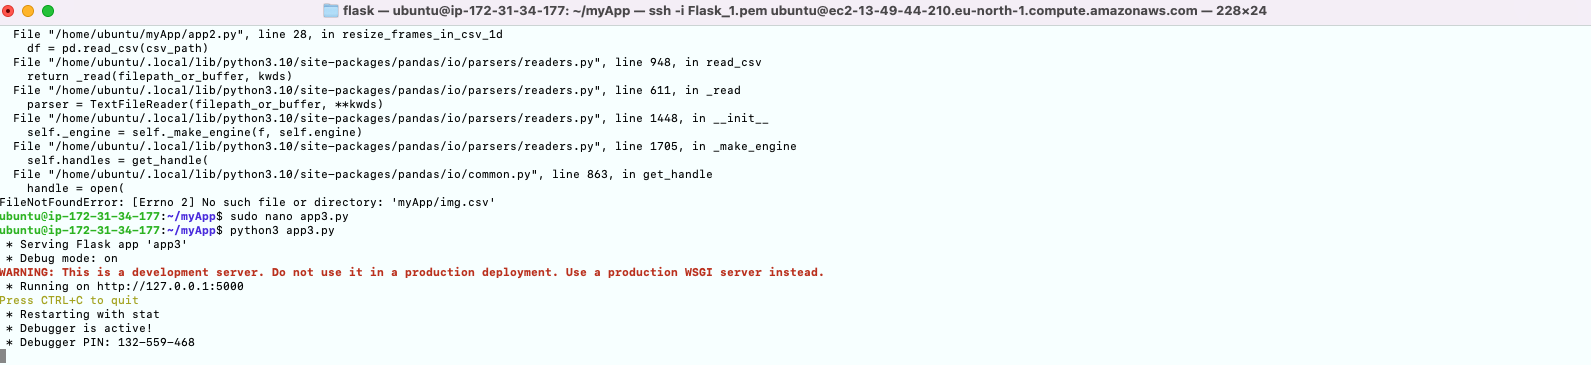 flask — ubuntu@ip-172-31-34-177: ~/myApp — ssh -i Flask_1.pem ubuntu@ec2-13-49-44-210.eu-north-1.compute.amazonaws.com — 228×24
File "/home/ubuntu/myApp/app2.py", line 28, in resize_frames_in_csv_1d
df = pd.read_csv(csv_path)
File "/home/ubuntu/.local/lib/python3.10/site-packages/pandas/io/parsers/readers.py", line 948, in read_csv
return _read(filepath_or_buffer, kwds)
File "/home/ubuntu/.local/lib/python3.10/site-packages/pandas/io/parsers/readers.py", line 611, in _read
parser = TextFileReader(filepath_or_buffer, **kwds)
File "/home/ubuntu/.local/lib/python3.10/site-packages/pandas/io/parsers/readers.py", line 1448, in __init__
self._engine = self._make_engine(f, self.engine)
File "/home/ubuntu/.local/lib/python3.10/site-packages/pandas/io/parsers/readers.py", line 1705, in _make_engine
self.handles = get_handle(
File "/home/ubuntu/.local/lib/python3.10/site-packages/pandas/io/common.py", line 863, in get_handle
handle = open(
FileNotFoundError: [Errno 2] No such file or directory: 'myApp/img.csv'
ubuntu@ip-172-31-34-177:~/myApp$ sudo nano app3.py
ubuntu@ip-172-31-34-177:~/myApp$ python3 app3.py
* Serving Flask app 'app3'
* Debug mode: on
WARNING: This is a development server. Do not use it in a production deployment. Use a production WSGI server instead.
* Running on http://127.0.0.1:5000
Press CTRL+C to quit
* Restarting with stat
* Debugger is active!
* Debugger PIN: 132-559-468